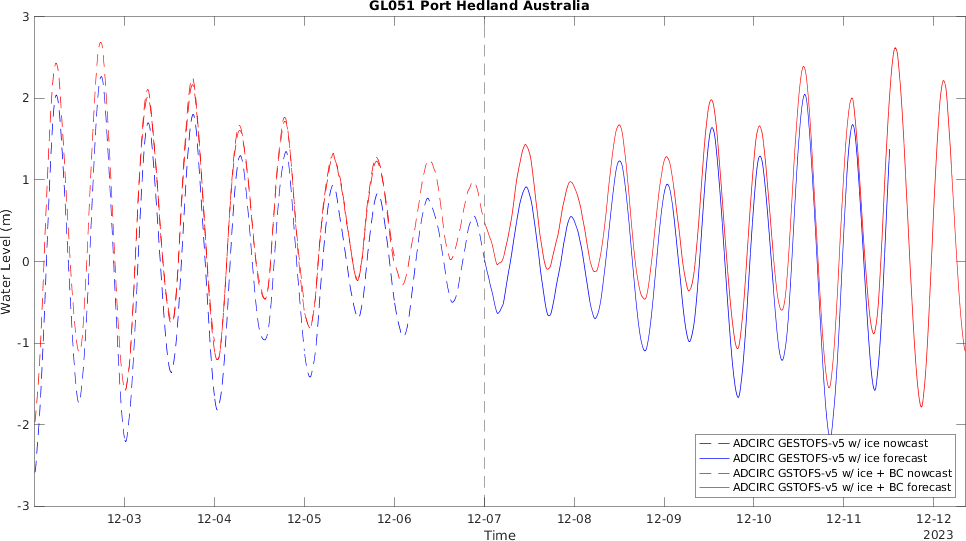 GL051 Port Hedland Australia
3
2
1
0
-1
-2
-3
Water Level (m)
ADCIRC GESTOFS-v5 w/ ice nowcast
ADCIRC GESTOFS-v5 w/ ice forecast
ADCIRC GSTOFS-v5 w/ ice + BC nowcast
ADCIRC GSTOFS-v5 w/ ice + BC forecast
12-03 12-04 12-05 12-06 12-07 12-08 12-09 12-10 12-11 12-12
Time
2023